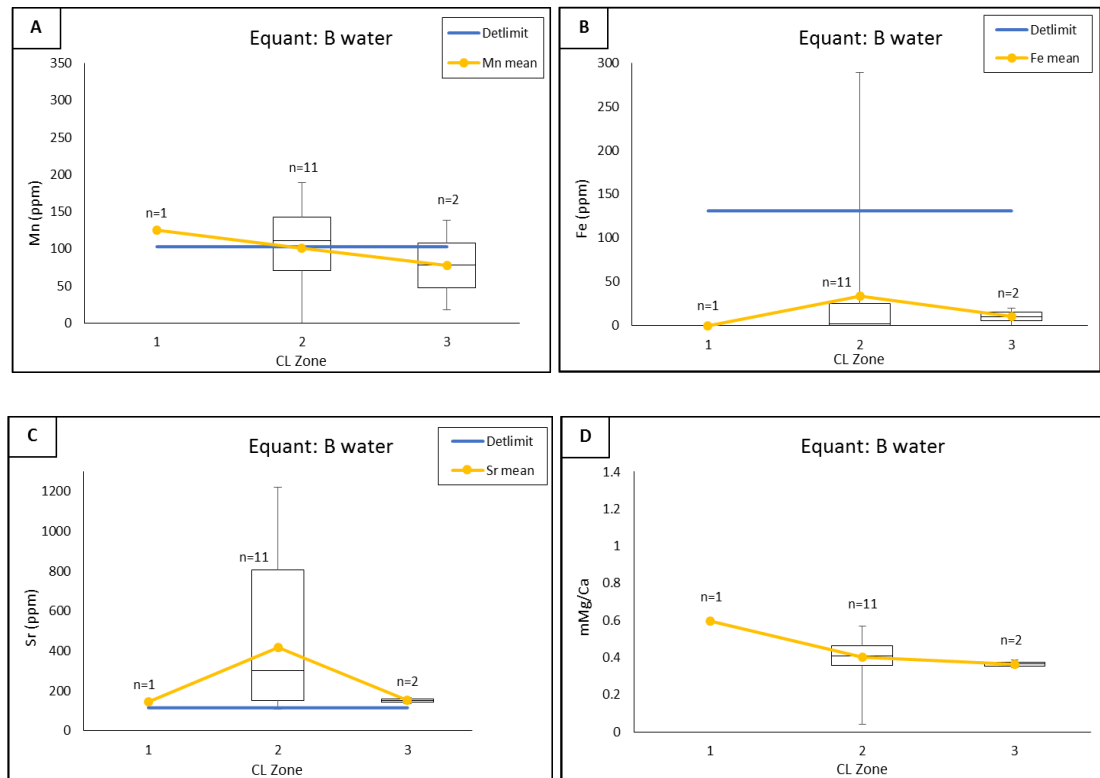 A
Equant: B water
Detlimit
Mn mean
350
300
250
200
150
100
50
0
Mn (ppm)
n=1
n=11
n=2
1 2 3
CL Zone
B
Equant: B water
Detlimit
Fe mean
300
250
200
150
100
50
0
Fe (ppm)
n=1
n=11
n=2
1 2 3
CL Zone
C
Equant: B water
Detlimit
Sr mean
1200
1000
800
600
400
200
0
Sr (ppm)
n=1
n=11
n=2
1 2 3
CL Zone
D
Equant: B water
1.4
1.2
1
0.8
0.6
0.4
0.2
0
mMg/Ca
n=1
n=11
n=2
1 2 3
CL Zone